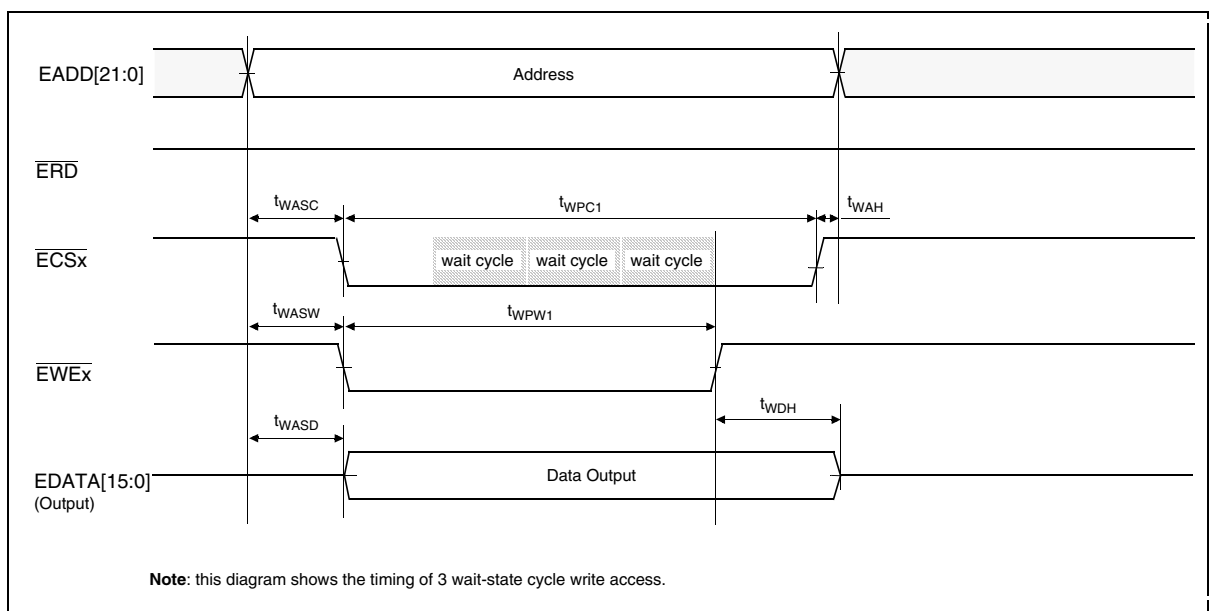 EADD[21:0]
Address
ERD
tWASC
tWPC1
tWAH
ECSx
wait cycle wait cycle wait cycle
tWASW
tWPW1
EWEx
tWDH
tWASD
EDATA[15:0]
(Output)
Data Output
Note: this diagram shows the timing of 3 wait-state cycle write access.